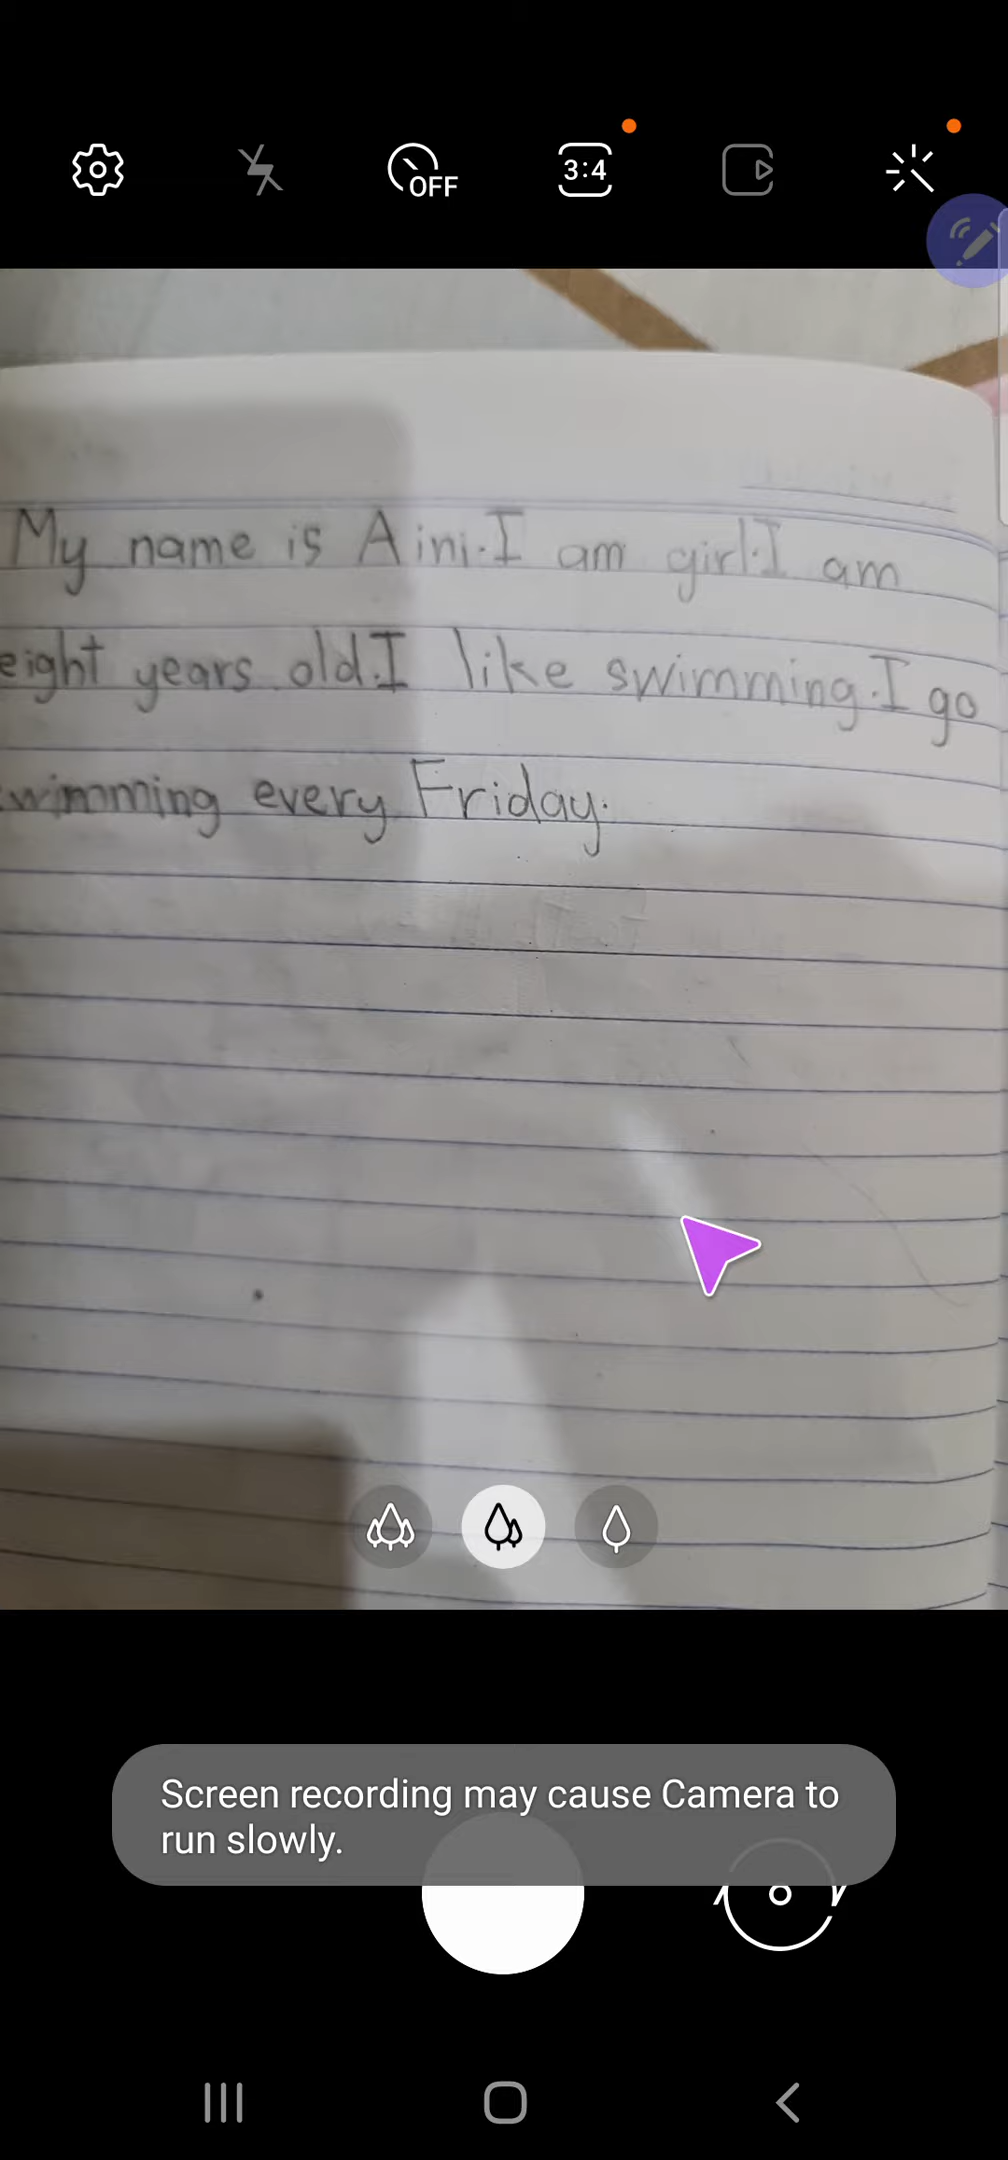 OFF
3:4
My name is Aini.I am girl.I am
eight years old.I like swimming.I go
wimming every Friday.
Screen recording may cause Camera to
run slowly.